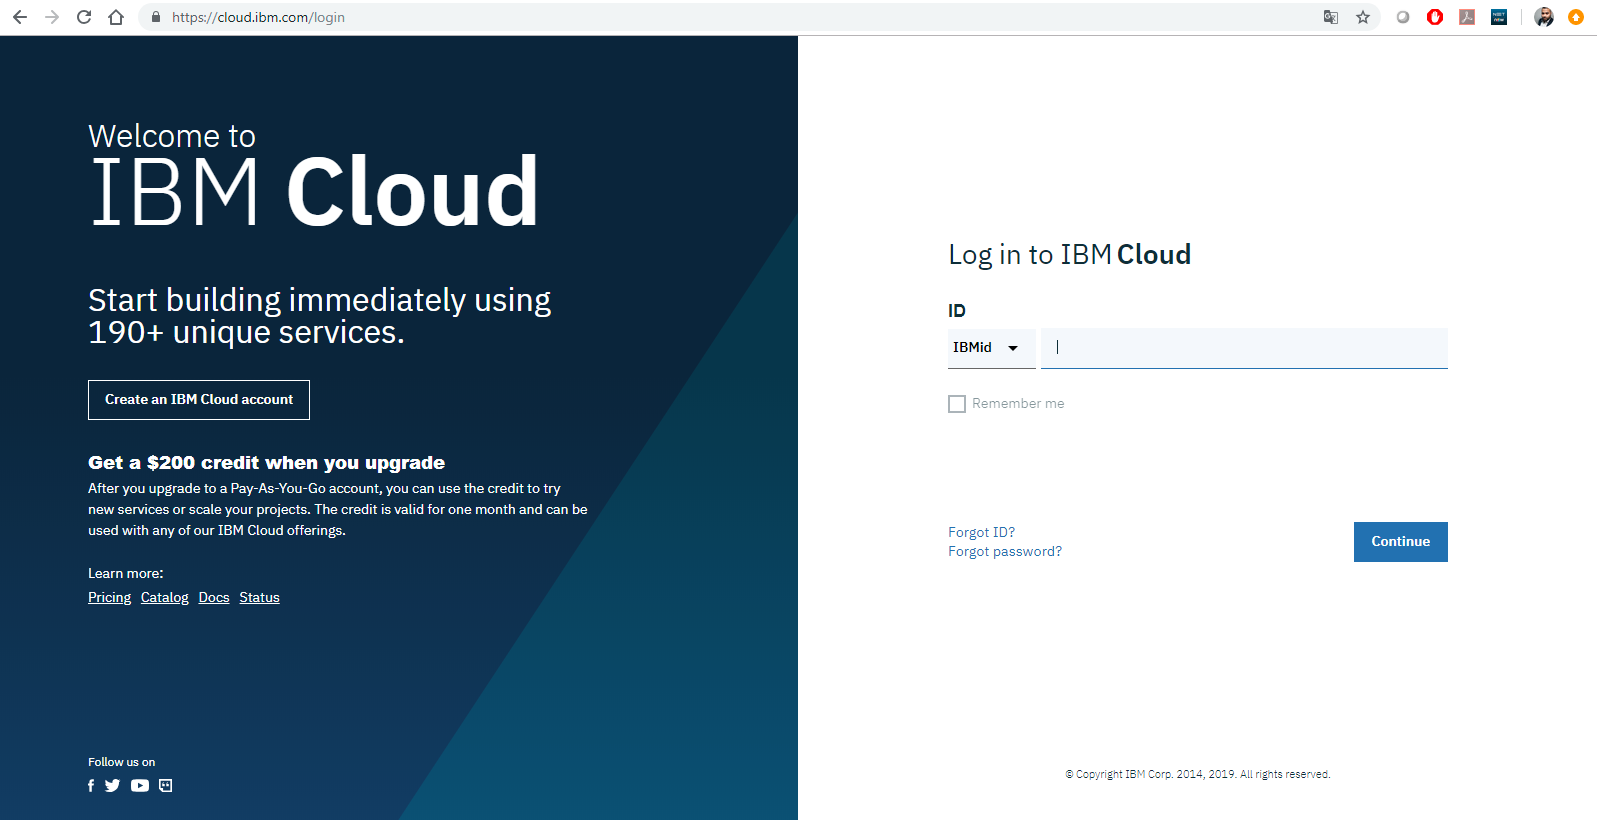 https://cloud.ibm.com/login
Welcome to
IBM Cloud
Start building immediately using
190+ unique services.
Create an IBM Cloud account
Get a $200 credit when you upgrade
After you upgrade to a Pay-As-You-Go account, you can use the credit to try
new services or scale your projects. The credit is valid for one month and can be
used with any of our IBM Cloud offerings.
Learn more:
Pricing Catalog Docs Status
Follow us on
Log in to IBM Cloud
ID
IBMid
Remember me
Forgot ID?
Forgot password?
Continue
© Copyright IBM Corp. 2014, 2019. All rights reserved.